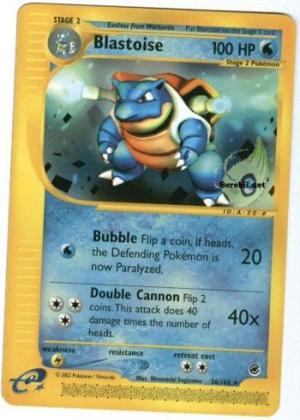 STAGE 2
Evolves from Wartortle
Put Blastoise on the Stage 1 card
Blastoise
100 HP
Stage 2 Pokémon
Serebii.net
Bubble Flip a coin. If heads,
the Defending Pokémon is
now Paralyzed.
20
Double Cannon Flip 2
coins. This attack does 40
damage times the number of
heads.
40x
weakness
resistance
retreat cost
e
©2002 Pokémon / Nintendo
Illus. Hiromichi Sugiyama
36/165 ★